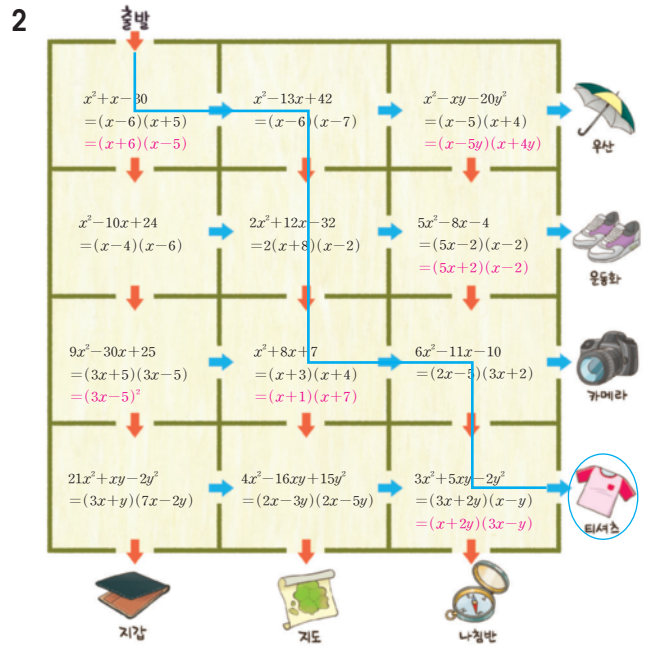 2
출발
x²+x−30
=(x−6)(x+5)
=(x+6)(x−5)
x²−13x+42
=(x−6)(x−7)
x²−xy−20y²
=(x−5)(x+4)
=(x−5y)(x+4y)
우산
x²−10x+24
=(x−4)(x−6)
2x²+12x−32
=2(x+8)(x−2)
5x²−8x−4
=(5x−2)(x−2)
=(5x+2)(x−2)
운동화
9x²−30x+25
=(3x+5)(3x−5)
=(3x−5)²
x²+8x+7
=(x+3)(x+4)
=(x+1)(x+7)
6x²−11x−10
=(2x−5)(3x+2)
카메라
21x²+xy−2y²
=(3x+y)(7x−2y)
4x²−16xy+15y²
=(2x−3y)(2x−5y)
3x²+5xy−2y²
=(3x+2y)(x−y)
=(x+2y)(3x−y)
티셔츠
지갑
지도
나침반